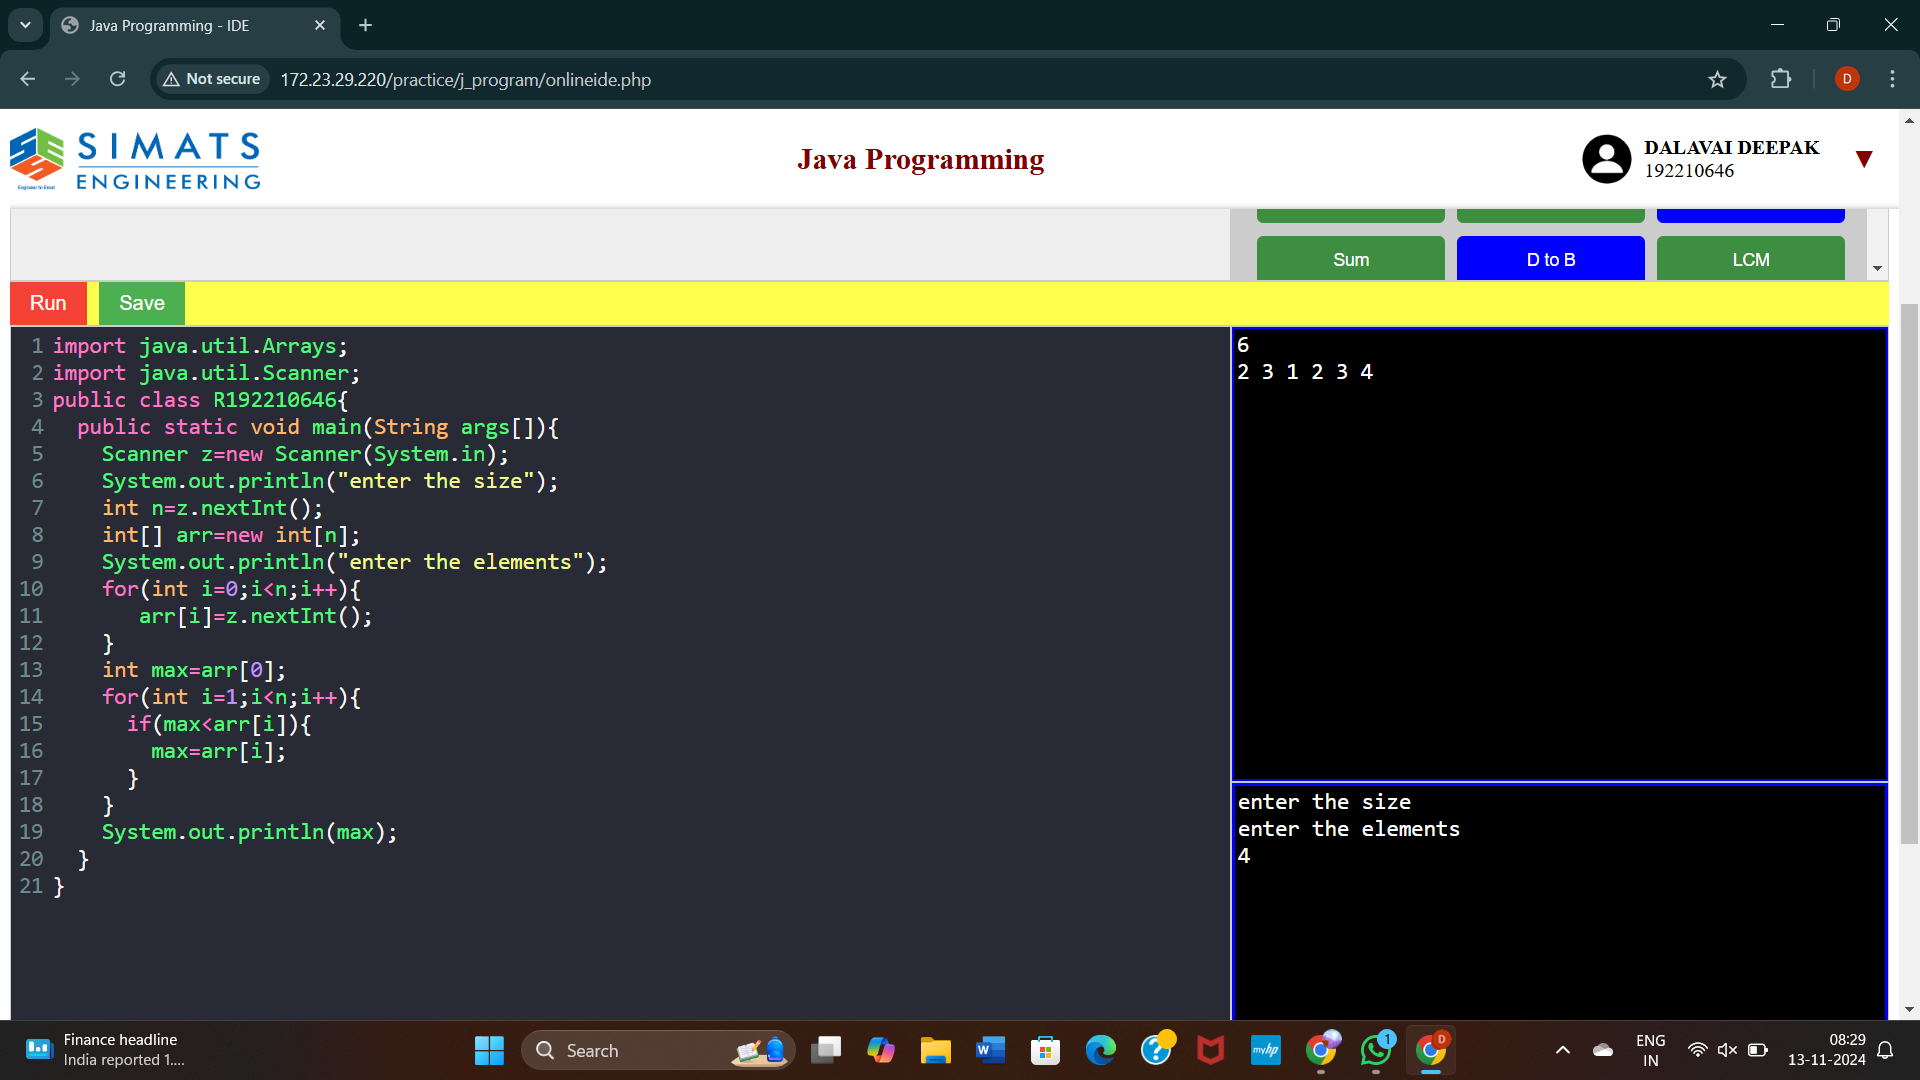 Java Programming - IDE
Not secure
172.23.29.220/practice/j_program/onlineide.php
D
SIMATS
ENGINEERING
Engineer to Excel
Java Programming
DALAVAI DEEPAK
192210646
Sum
D to B
LCM
Run
Save
1 import java.util.Arrays;
2 import java.util.Scanner;
3 public class R192210646{
4 public static void main(String args[]){
5 Scanner z=new Scanner(System.in);
6 System.out.println("enter the size");
7 int n=z.nextInt();
8 int[] arr=new int[n];
9 System.out.println("enter the elements");
10 for(int i=0;i<n;i++){
11 arr[i]=z.nextInt();
12 }
13 int max=arr[0];
14 for(int i=1;i<n;i++){
15 if(max<arr[i]){
16 max=arr[i];
17 }
18 }
19 System.out.println(max);
20 }
21 }
6
2 3 1 2 3 4
enter the size
enter the elements
4
Finance headline
India reported 1....
Search
W
myhp
1
D
ENG
IN
08:29
13-11-2024